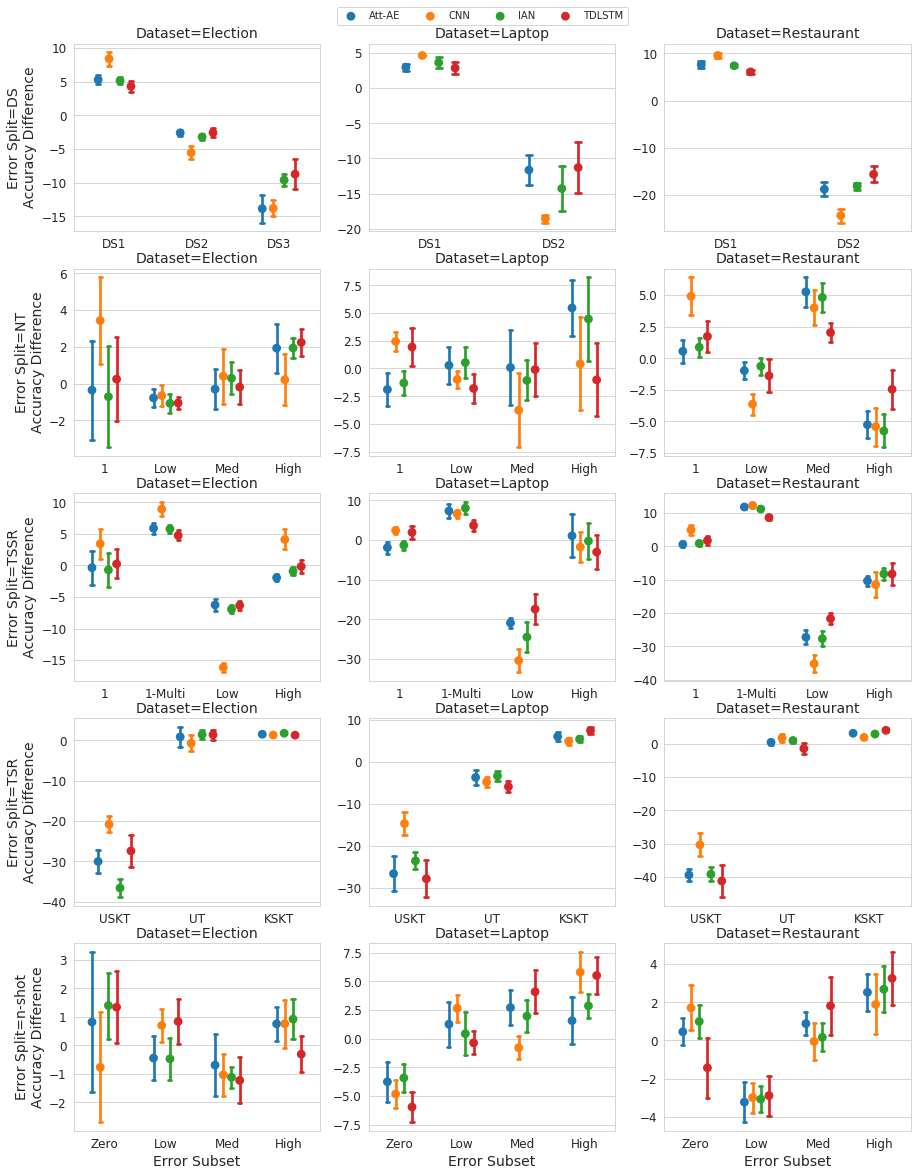 Att-AE CNN IAN TDLSTM
Dataset=Election Dataset=Laptop Dataset=Restaurant
Error Split=DS
Accuracy Difference
10 5 0 −5 −10 −15
5 0 −5 −10 −15 −20
10 0 −10 −20
DS1 DS2 DS3 DS1 DS2 DS1 DS2
Dataset=Election Dataset=Laptop Dataset=Restaurant
Error Split=NT
Accuracy Difference
6 4 2 0 −2
7.5 5.0 2.5 0.0 −2.5 −5.0 −7.5
5.0 2.5 0.0 −2.5 −5.0 −7.5
1 Low Med High 1 Low Med High 1 Low Med High
Dataset=Election Dataset=Laptop Dataset=Restaurant
Error Split=TSSR
Accuracy Difference
10 5 0 −5 −10 −15
10 0 −10 −20 −30
10 0 −10 −20 −30 −40
1 1-Multi Low High 1 1-Multi Low High 1 1-Multi Low High
Dataset=Election Dataset=Laptop Dataset=Restaurant
Error Split=TSR
Accuracy Difference
0 −10 −20 −30 −40
10 0 −10 −20 −30
0 −10 −20 −30 −40
USKT UT KSKT USKT UT KSKT USKT UT KSKT
Dataset=Election Dataset=Laptop Dataset=Restaurant
Error Split=n-shot
Accuracy Difference
3 2 1 0 −1 −2
7.5 5.0 2.5 0.0 −2.5 −5.0 −7.5
4 2 0 −2 −4
Zero Low Med High Zero Low Med High Zero Low Med High
Error Subset Error Subset Error Subset